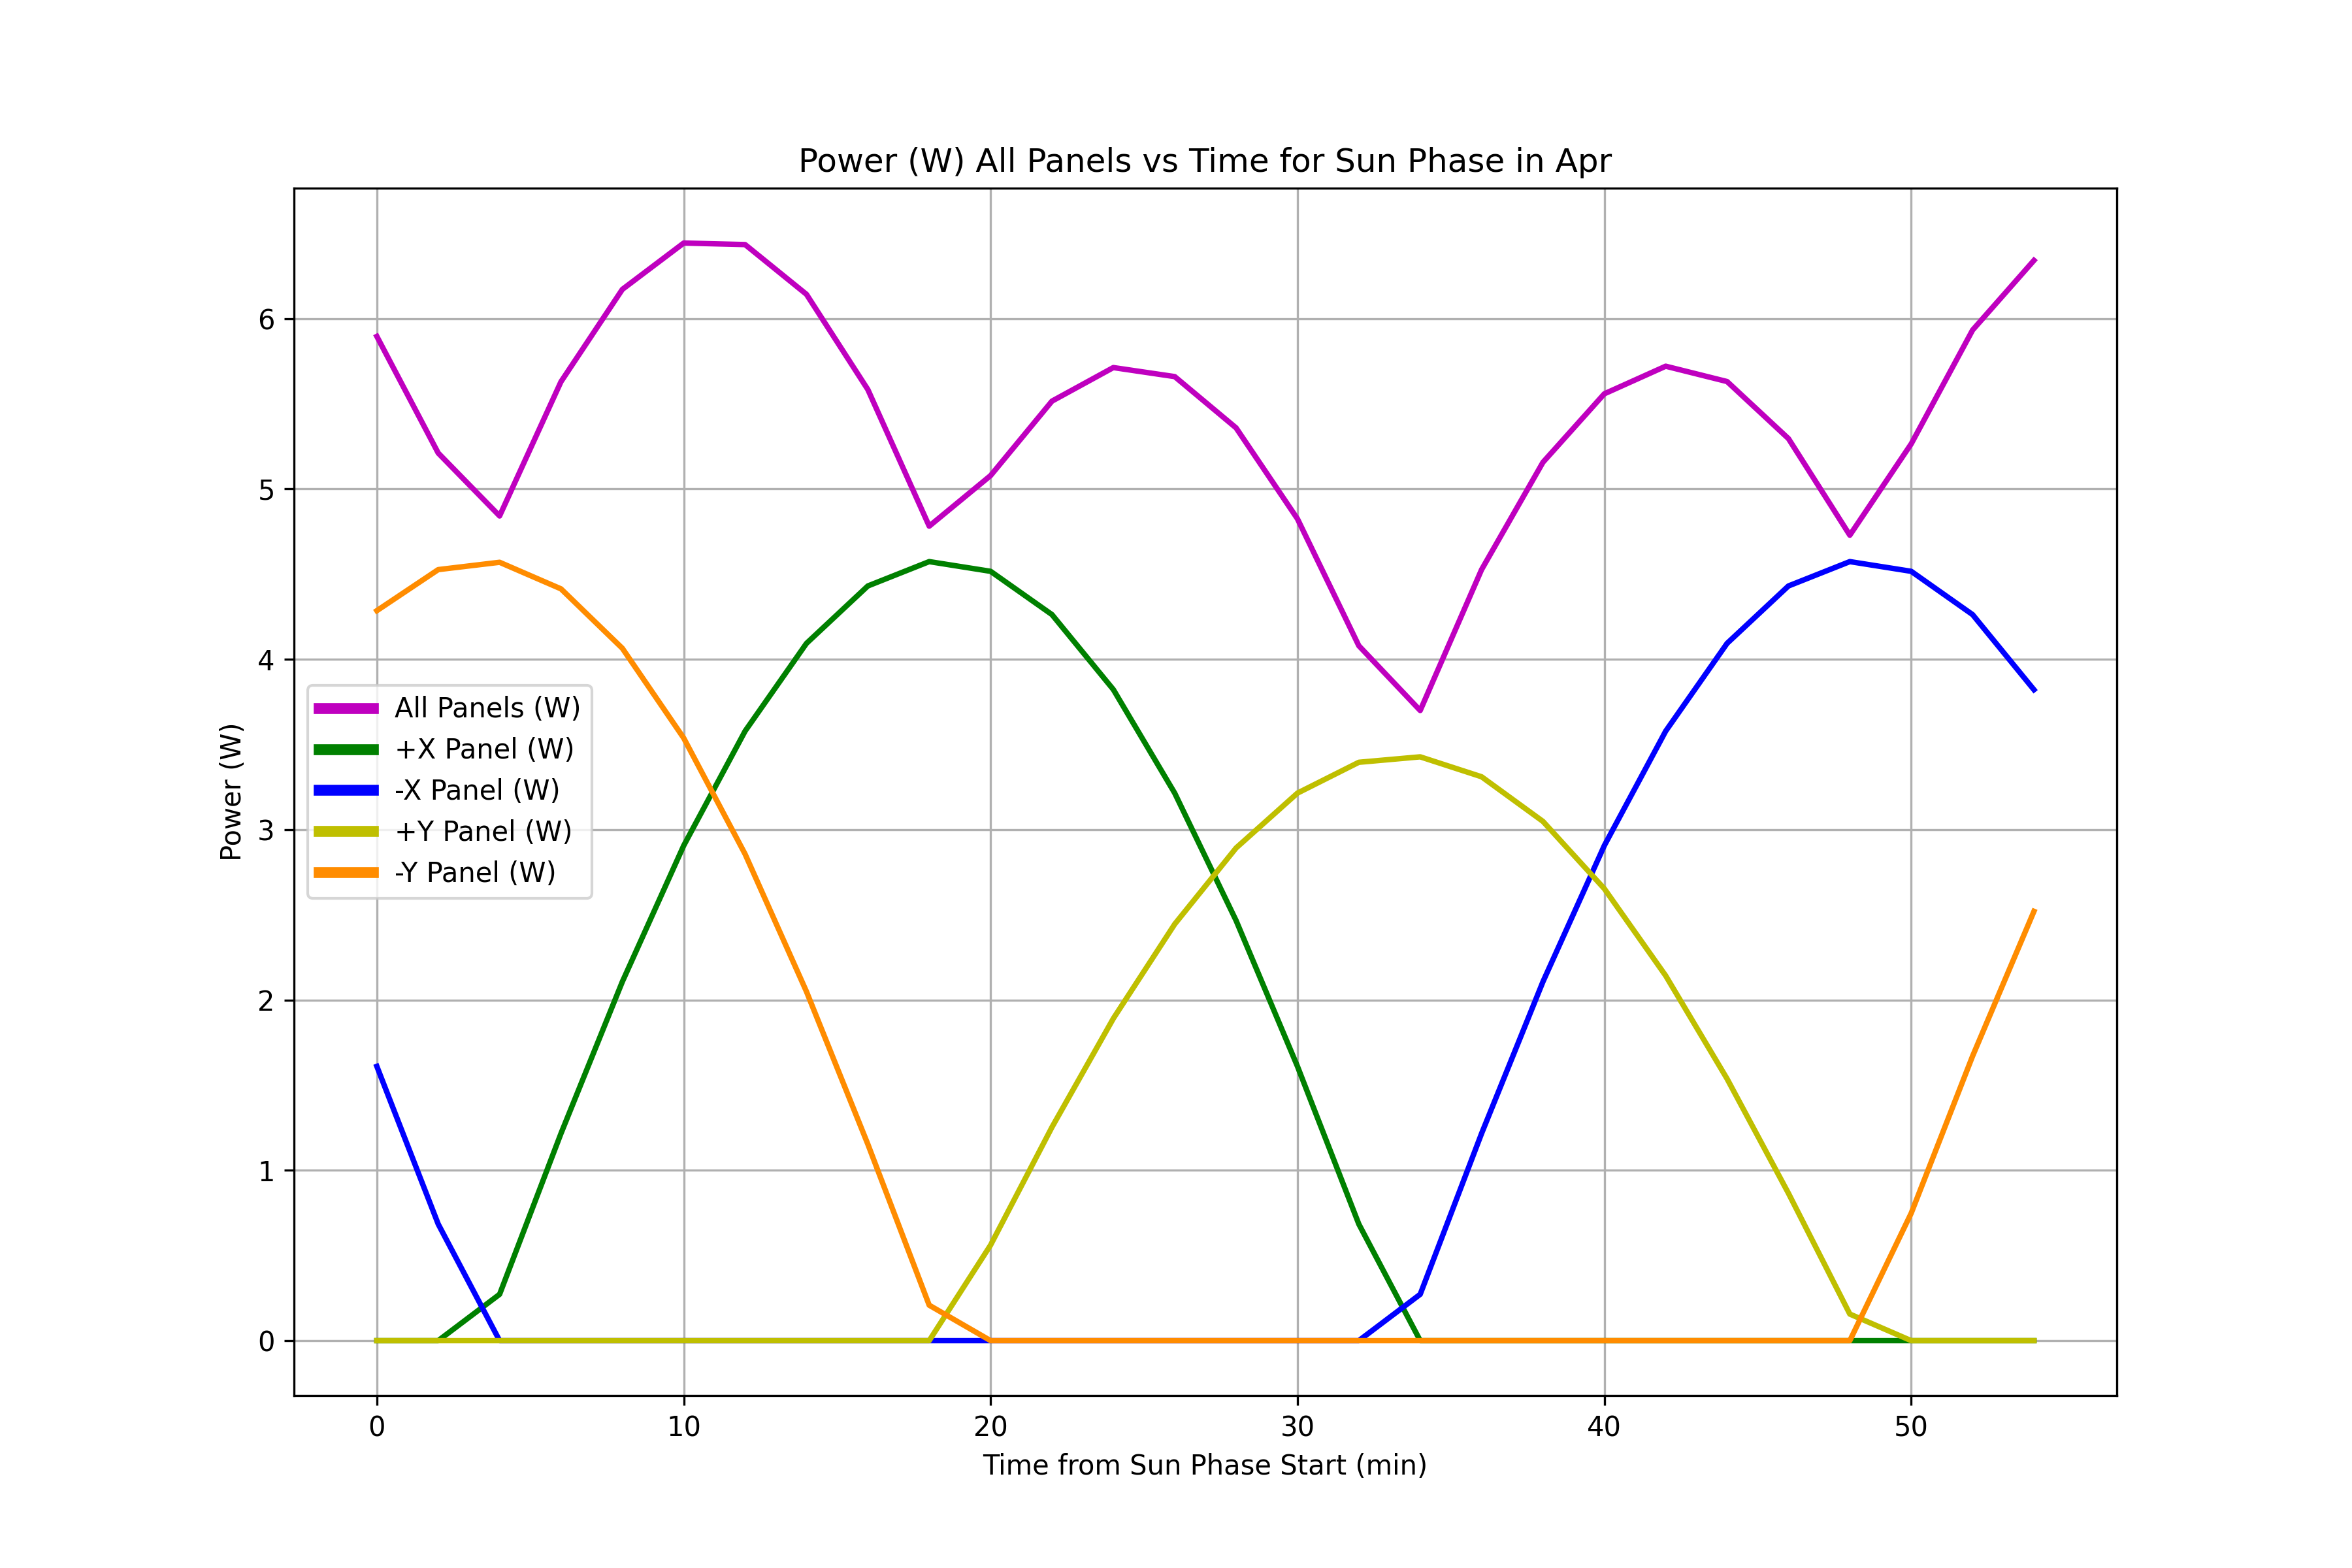 Power (W) All Panels vs Time for Sun Phase in Apr
6
5
4
3
2
1
0
Power (W)
All Panels (W)
+X Panel (W)
-X Panel (W)
+Y Panel (W)
-Y Panel (W)
0 10 20 30 40 50
Time from Sun Phase Start (min)